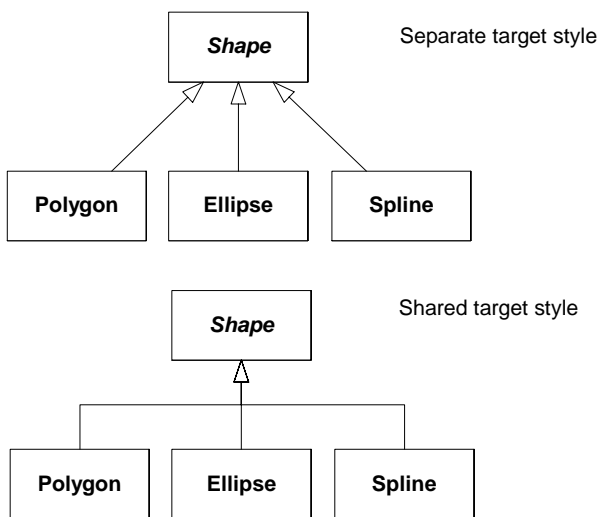 Shape
Separate target style
Polygon
Ellipse
Spline
Shape
Shared target style
Polygon
Ellipse
Spline